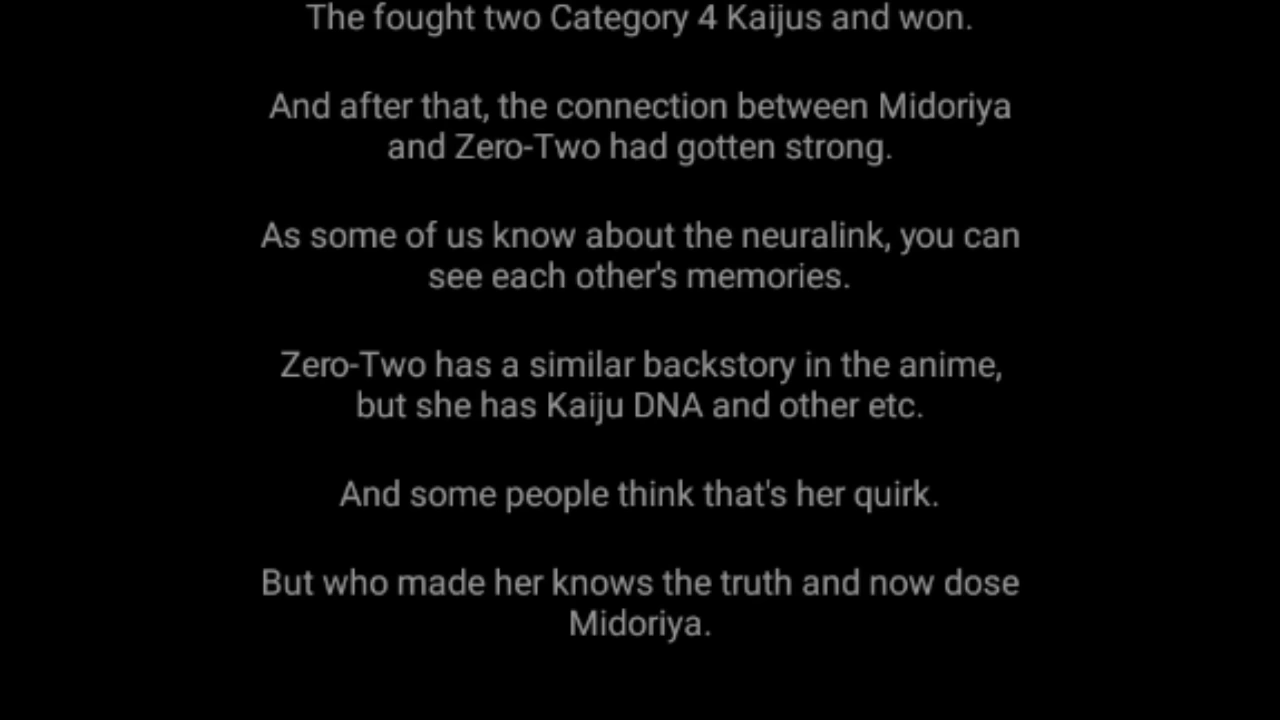 The fought two Category 4 Kaijus and won.
And after that, the connection between Midoriya
and Zero-Two had gotten strong.
As some of us know about the neuralink, you can
see each other's memories.
Zero-Two has a similar backstory in the anime,
but she has Kaiju DNA and other etc.
And some people think that's her quirk.
But who made her knows the truth and now dose
Midoriya.